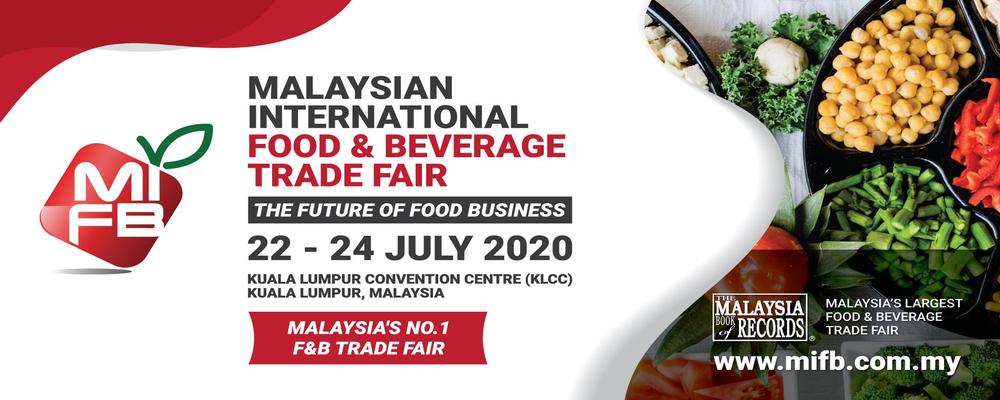 MI
FB
MALAYSIAN
INTERNATIONAL
FOOD & BEVERAGE
TRADE FAIR
THE FUTURE OF FOOD BUSINESS
22 - 24 JULY 2020
KUALA LUMPUR CONVENTION CENTRE (KLCC)
KUALA LUMPUR, MALAYSIA
MALAYSIA'S NO.1
F&B TRADE FAIR
THE
MALAYSIA
BOOK
of RECORDS®
MALAYSIA'S LARGEST
FOOD & BEVERAGE
TRADE FAIR
www.mifb.com.my